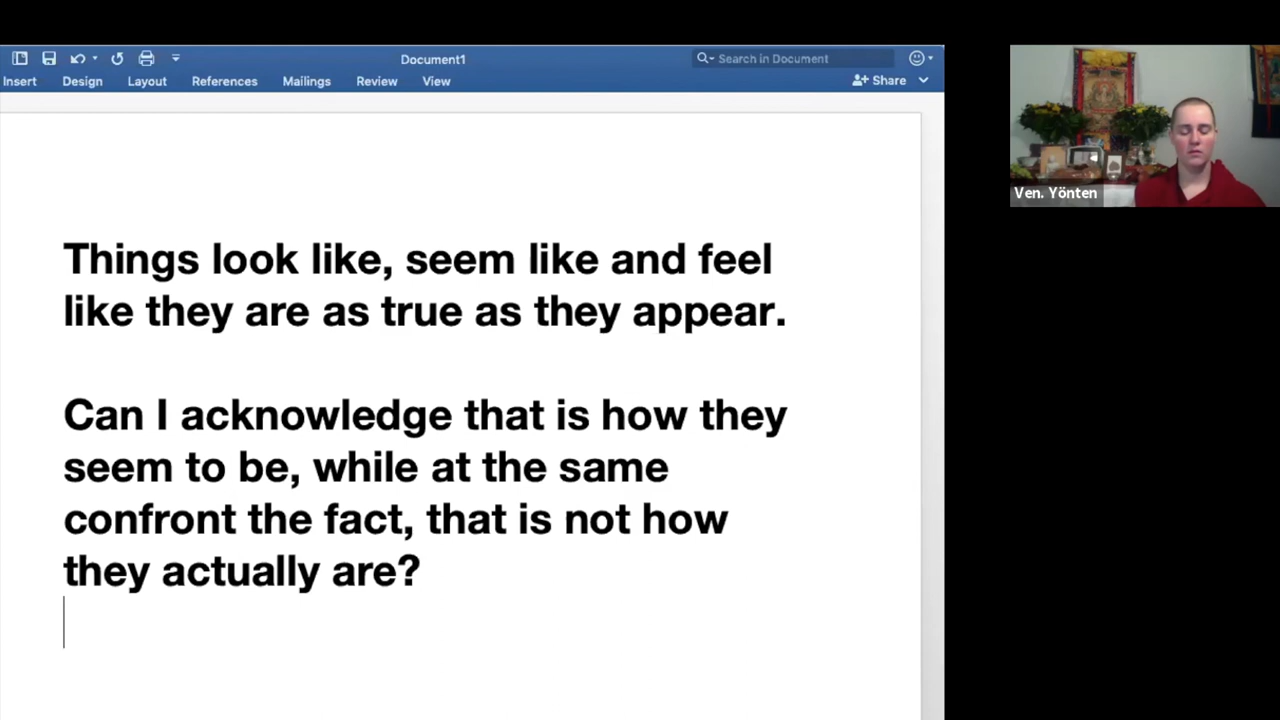 Document1
Search in Document
Insert Design Layout References Mailings Review View Share
Things look like, seem like and feel
like they are as true as they appear.
Can I acknowledge that is how they
seem to be, while at the same
confront the fact, that is not how
they actually are?
Ven. Yönten